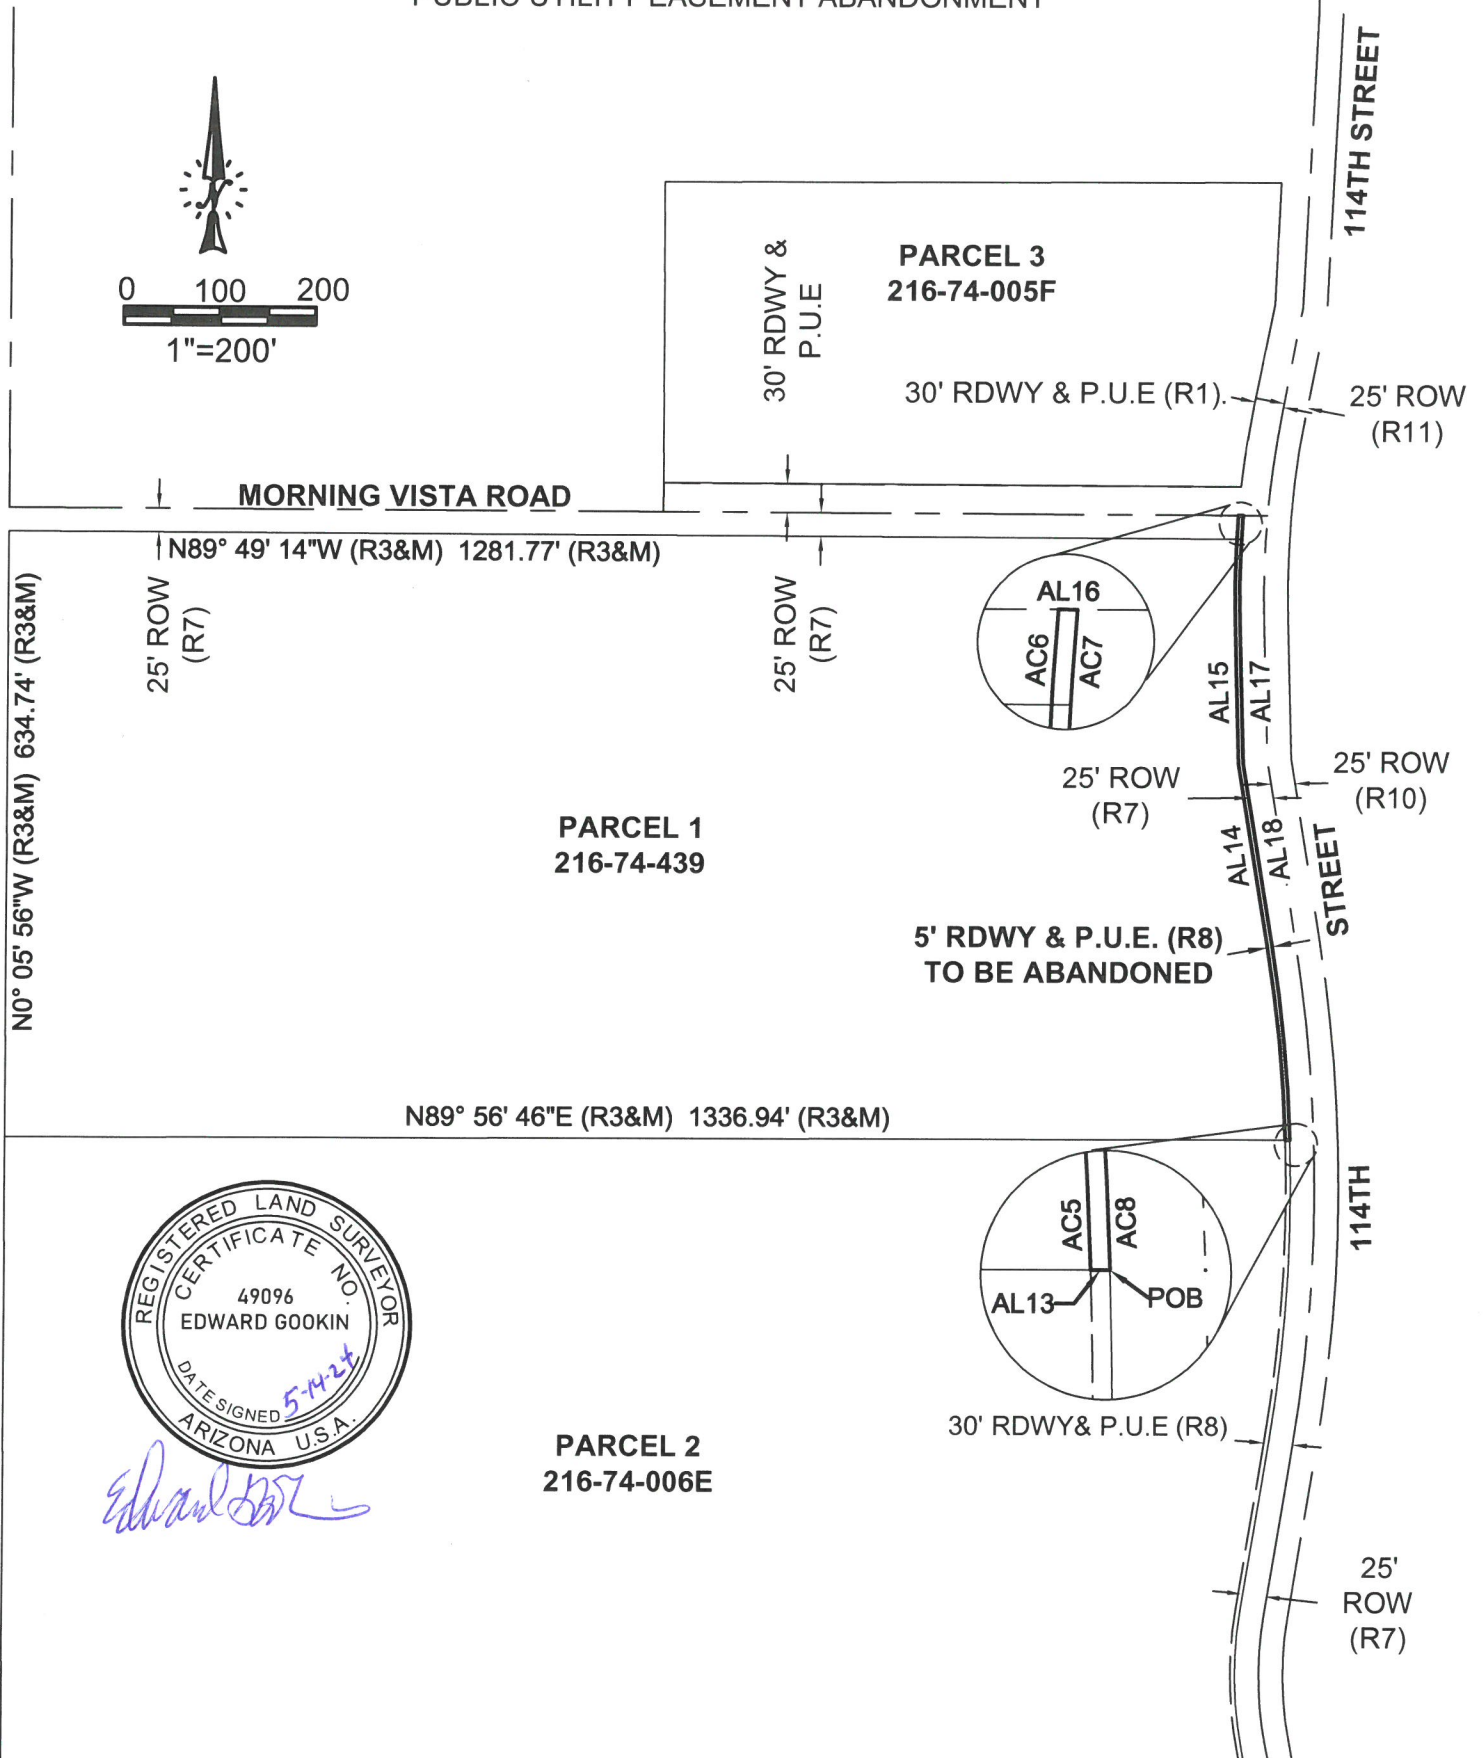 PUBLIC UTILITY EASEMENT ABANDONMENT
114TH STREET
0 100 200
1"=200'
30' RDWY &
P.U.E
PARCEL 3
216-74-005F
30' RDWY & P.U.E (R1).
25' ROW
(R11)
MORNING VISTA ROAD
N89° 49' 14"W (R3&M) 1281.77' (R3&M)
25' ROW
(R7)
25' ROW
(R7)
N0° 05' 56"W (R3&M) 634.74' (R3&M)
AL16
AC6
AC7
AL15
AL17
25' ROW
(R7)
25' ROW
(R10)
PARCEL 1
216-74-439
AL14
AL18
STREET
5' RDWY & P.U.E. (R8)
TO BE ABANDONED
N89° 56' 46"E (R3&M) 1336.94' (R3&M)
114TH
AC5
AC8
AL13
POB
REGISTERED LAND SURVEYOR
CERTIFICATE NO.
49096
EDWARD GOOKIN
DATE SIGNED 5-14-24
ARIZONA U.S.A.
30' RDWY& P.U.E (R8)
PARCEL 2
216-74-006E
25'
ROW
(R7)